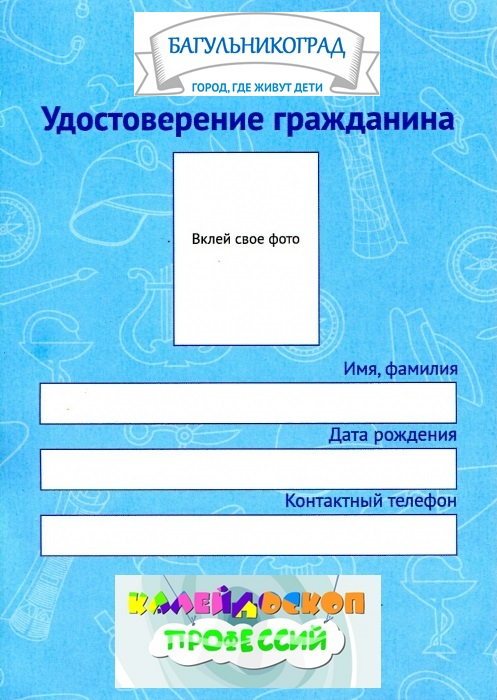 БАГУЛЬНИКОГРАД
ГОРОД, ГДЕ ЖИВУТ ДЕТИ
Удостоверение гражданина
Вклей свое фото
Имя, фамилия
Дата рождения
Контактный телефон
КАЛЕЙДОСКОП
ПРОФЕССИЙ